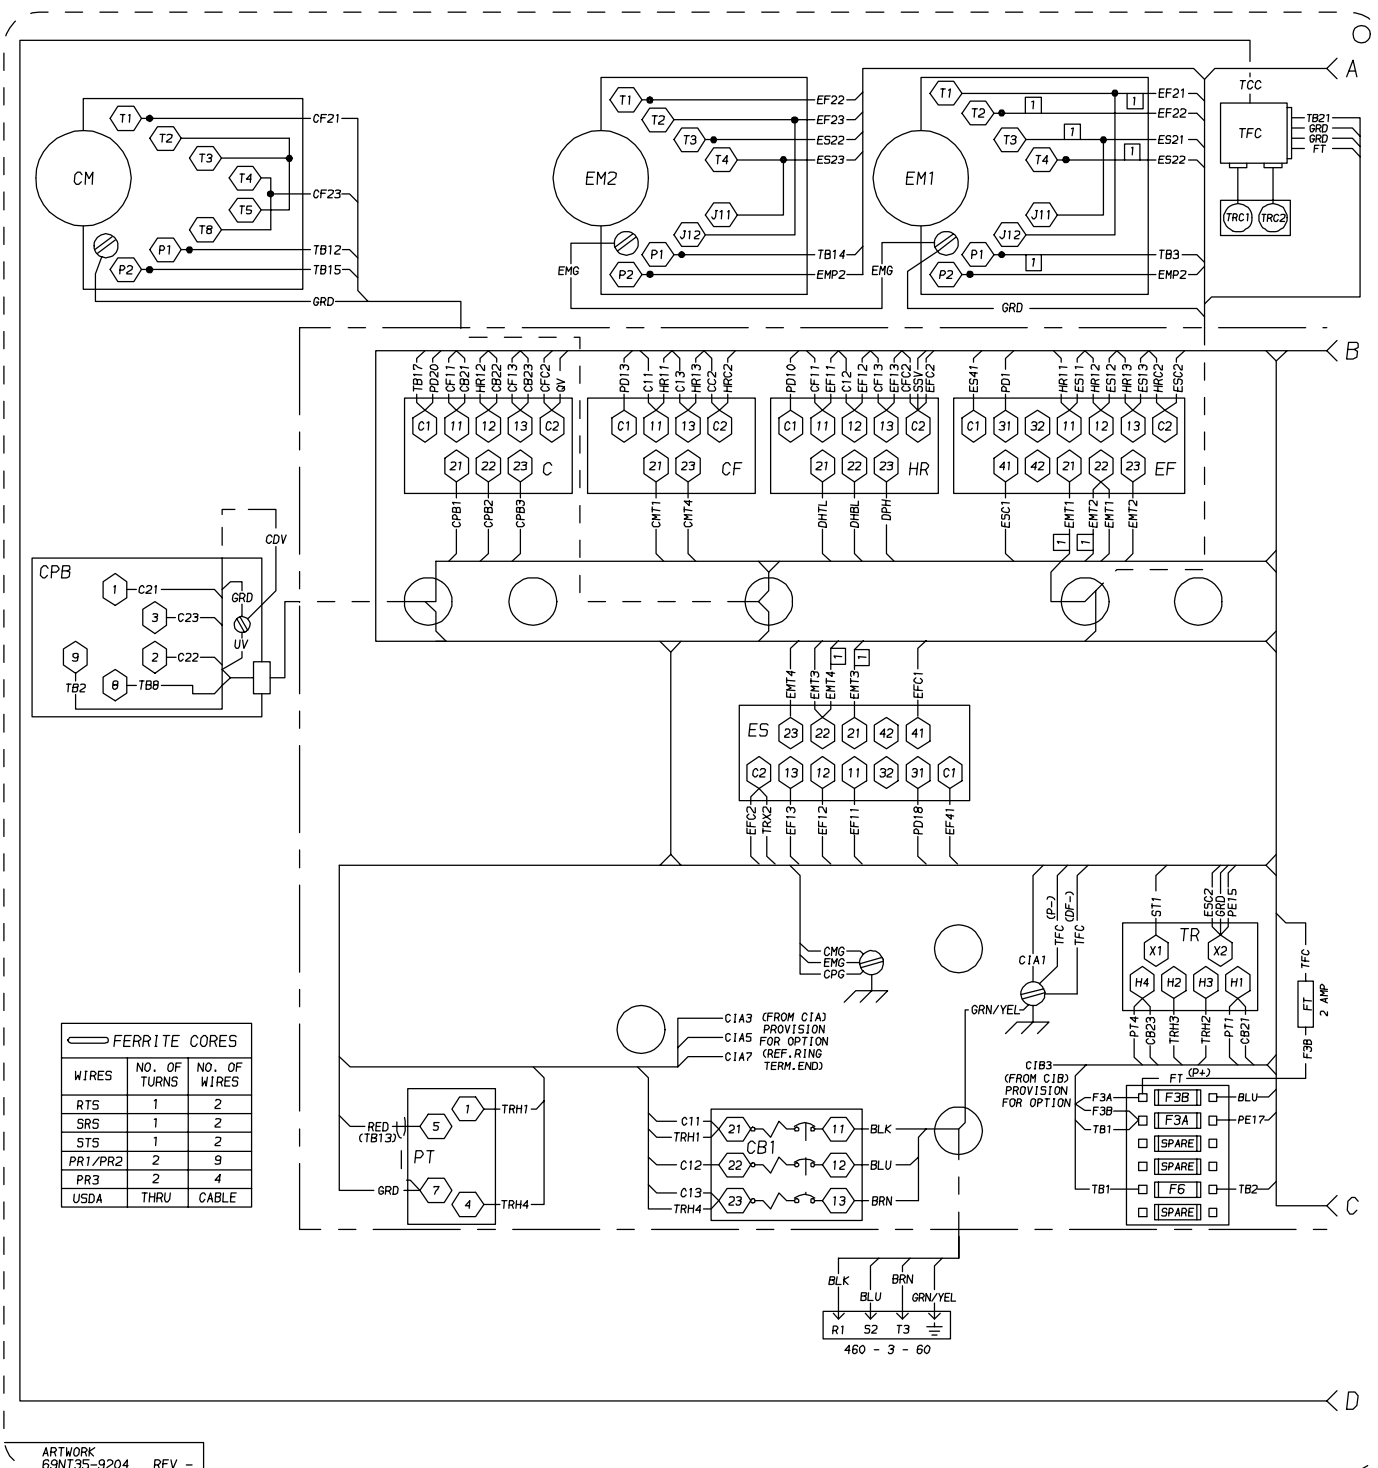 A
TCC
CM
T1
T2
T3
T4
T5
T8
P1
P2
CF21
CF23
TB12
TB15
GRD
EM2
T1
T2
T3
T4
J11
J12
P1
P2
EF22
EF23
ES22
ES23
TB14
EMP2
EMG
EM1
T1
T2
T3
T4
J11
J12
P1
P2
1
1
1
1
1
EF21
EF22
ES21
ES22
TB3
EMP2
EMG
GRD
TFC
TB21
GRD
GRD
FT
TRC1
TRC2
B
TB17
PD20
CF11
CB21
HR12
CB22
CF13
CB23
CFC2
QV
C1
11
12
13
C2
21
22
23
C
CPB1
CPB2
CPB3
PD13
C11
HR11
C13
HR13
CC2
HRC2
C1
11
13
C2
21
23
CF
CMT1
CMT4
PD10
CF11
EF11
C12
EF12
CF13
EF13
CFC2
SSV
EFC2
C1
11
12
13
C2
21
22
23
HR
DHTL
DHBL
DPH
ES41
PD1
HR11
ES11
HR12
ES12
HR13
ES13
HRC2
ESC2
C1
31
32
11
12
13
C2
41
42
21
22
23
EF
ESC1
EMT1
EMT2
EMT1
EMT2
1
1
CPB
1
C21
3
C23
9
2
C22
8
TB8
TB2
GRD
UV
CDV
EMT4
EMT3
EMT4
1
EMT3
1
EFC1
ES
23
22
21
42
41
C2
13
12
11
32
31
C1
EFC2
TRX2
EF13
EF12
EF11
PD18
EF41
CMG
EMG
CPG
CIA1
TFC (P-)
TFC (DF-)
GRN/YEL
ST1
ESC2
GRD
PE15
TR
X1
X2
H4
H2
H3
H1
PT4
CB23
TRH3
TRH2
PT1
CB21
TFC
FT
2 AMP
F3B
CIA3 (FROM CIA)
PROVISION
CIA5 FOR OPTION
(REF.RING
CIA7 TERM.END)
FERRITE CORES
WIRES NO. OF TURNS NO. OF WIRES
RTS 1 2
SRS 1 2
STS 1 2
PR1/PR2 2 9
PR3 2 4
USDA THRU CABLE
RED
(TB13)
GRD
5
1
7
4
PT
TRH1
TRH4
C11
TRH1
C12
C13
TRH4
21
22
23
CB1
11
12
13
BLK
BLU
BRN
CIB3
(FROM CIB)
PROVISION
FOR OPTION
FT (P+)
F3A F3B BLU
F3B
TB1 F3A PE17
SPARE
SPARE
TB1 F6 TB2
SPARE
C
BLK
BLU
BRN
GRN/YEL
R1 S2 T3
460 - 3 - 60
D
ARTWORK
69NT35-9204 REV -